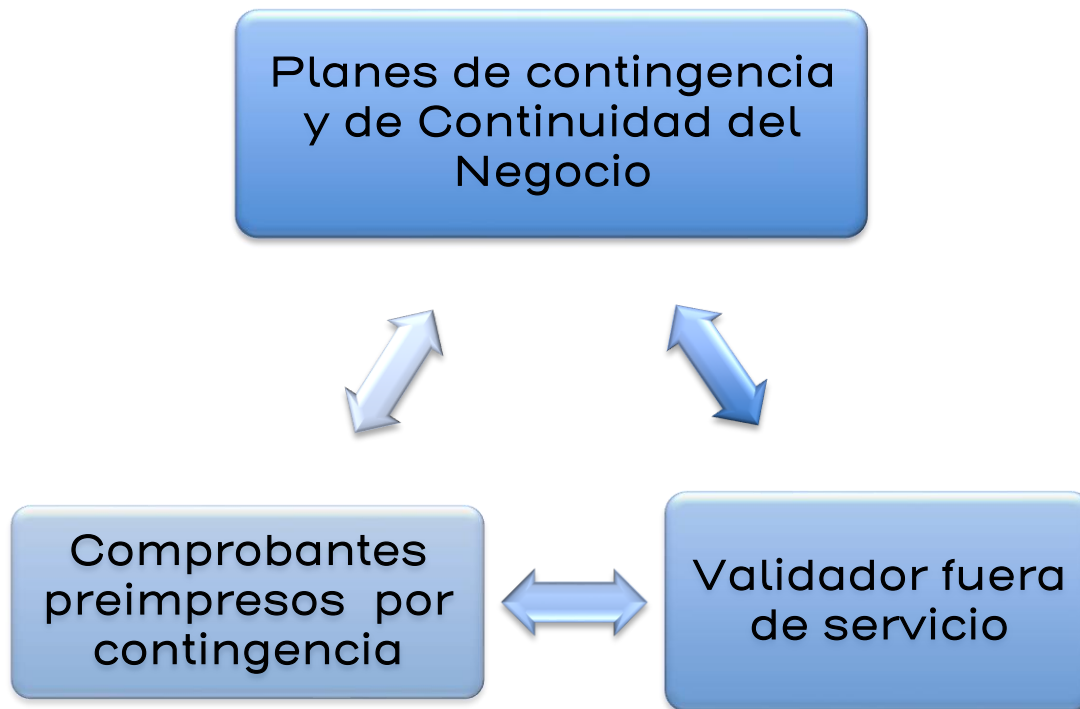 Planes de contingencia
y de Continuidad del
Negocio
Comprobantes
preimpresos por
contingencia
Validador fuera
de servicio